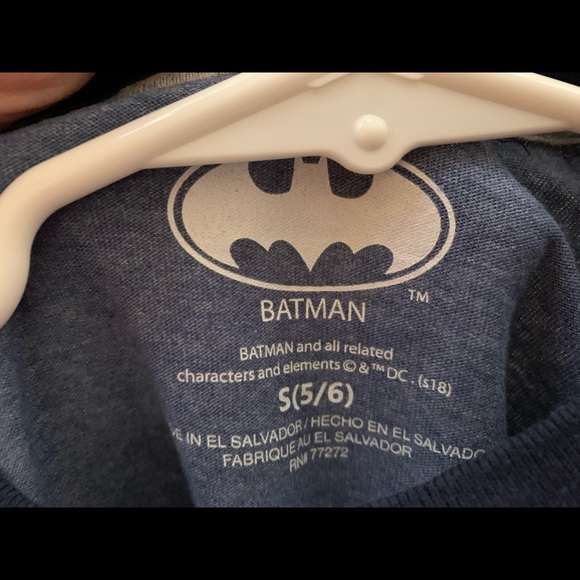 ™
BATMAN
BATMAN and all related
characters and elements © & ™ DC. (s18)
S(5/6)
IN EL SALVADOR / HECHO EN EL SALVADO
FABRIQUE AU EL SALVADOR
RN# 77272